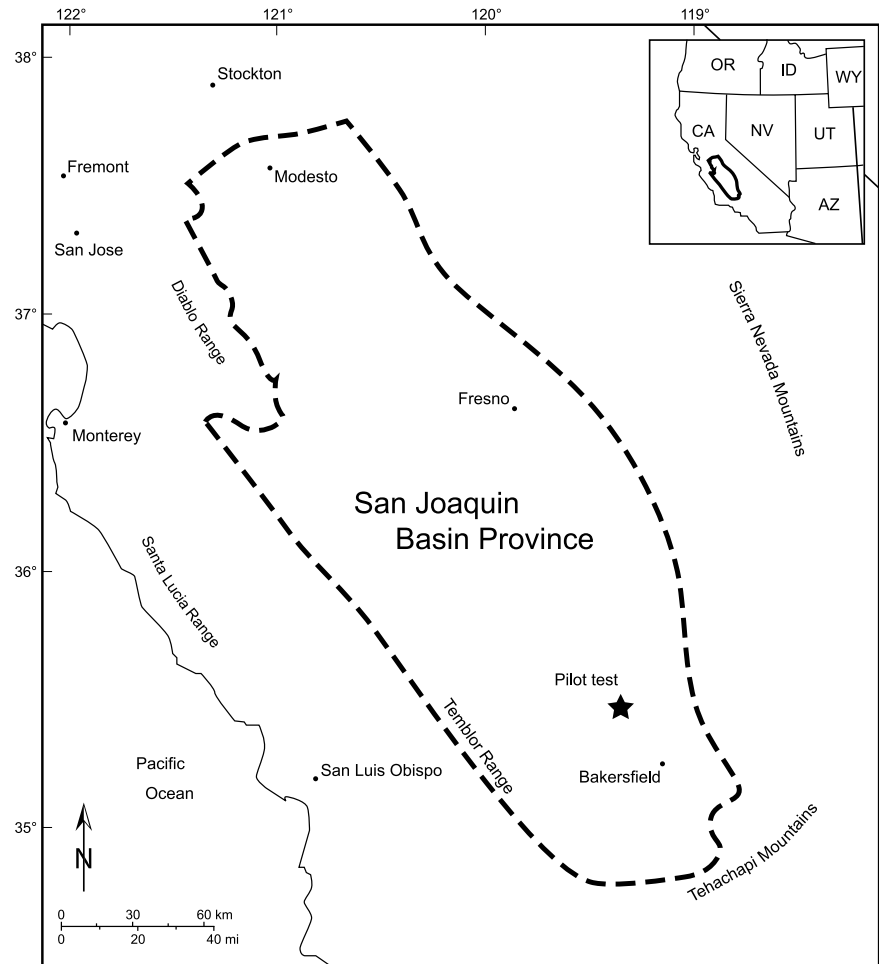 122°
121°
120°
119°
38°
37°
36°
35°
Stockton
Fremont
Modesto
San Jose
Diablo Range
Sierra Nevada Mountains
Fresno
Monterey
San Joaquin
Basin Province
Santa Lucia Range
Pilot test
Temblor Range
Bakersfield
San Luis Obispo
Pacific
Ocean
Tehachapi Mountains
N
0 30 60 km
0 20 40 mi
OR
ID
WY
CA
NV
UT
AZ